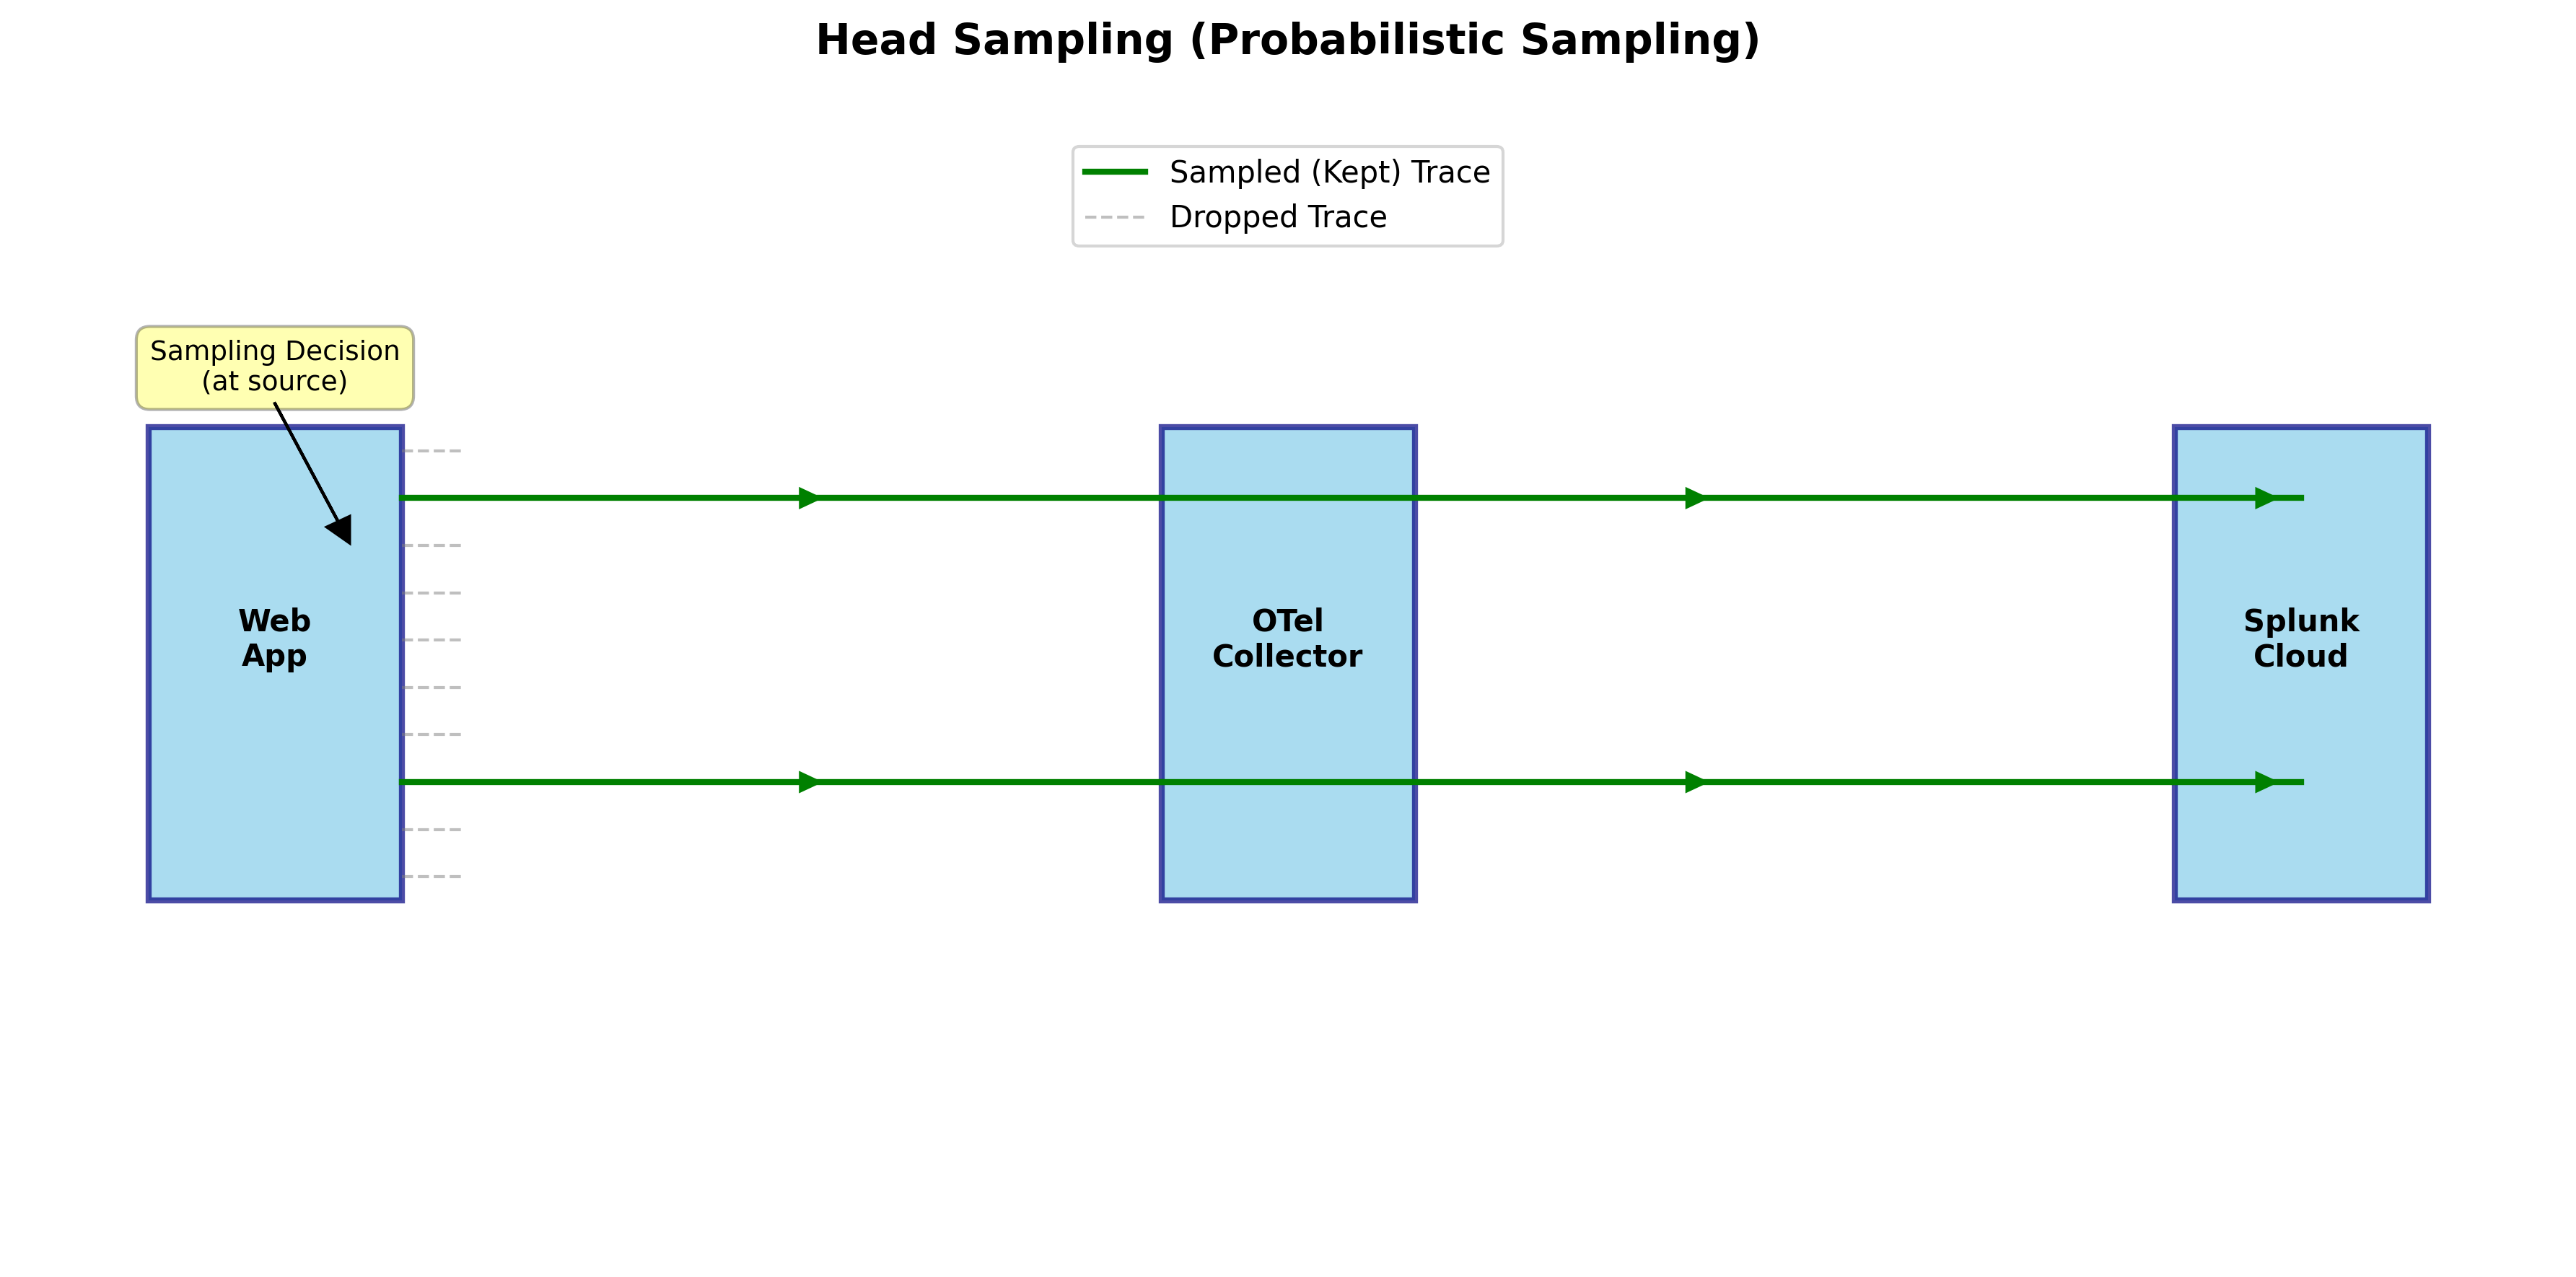 Head Sampling (Probabilistic Sampling)
Sampled (Kept) Trace
Dropped Trace
Sampling Decision
(at source)
Web
App
OTel
Collector
Splunk
Cloud